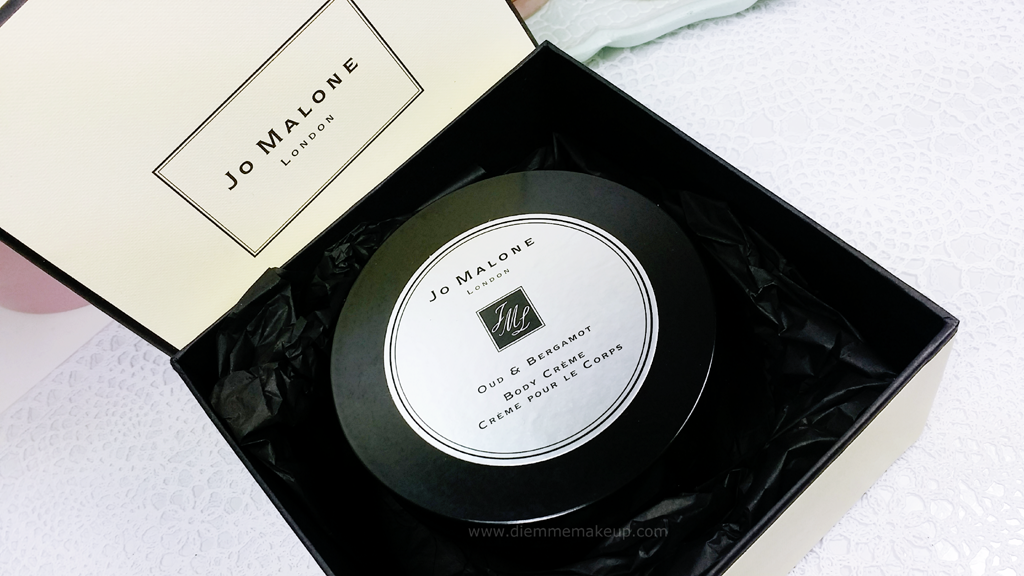 Jo Malone
London
Jo Malone
London
JML
Oud & Bergamot
Body Crème
Crème pour le Corps
www.diemmemakeup.com